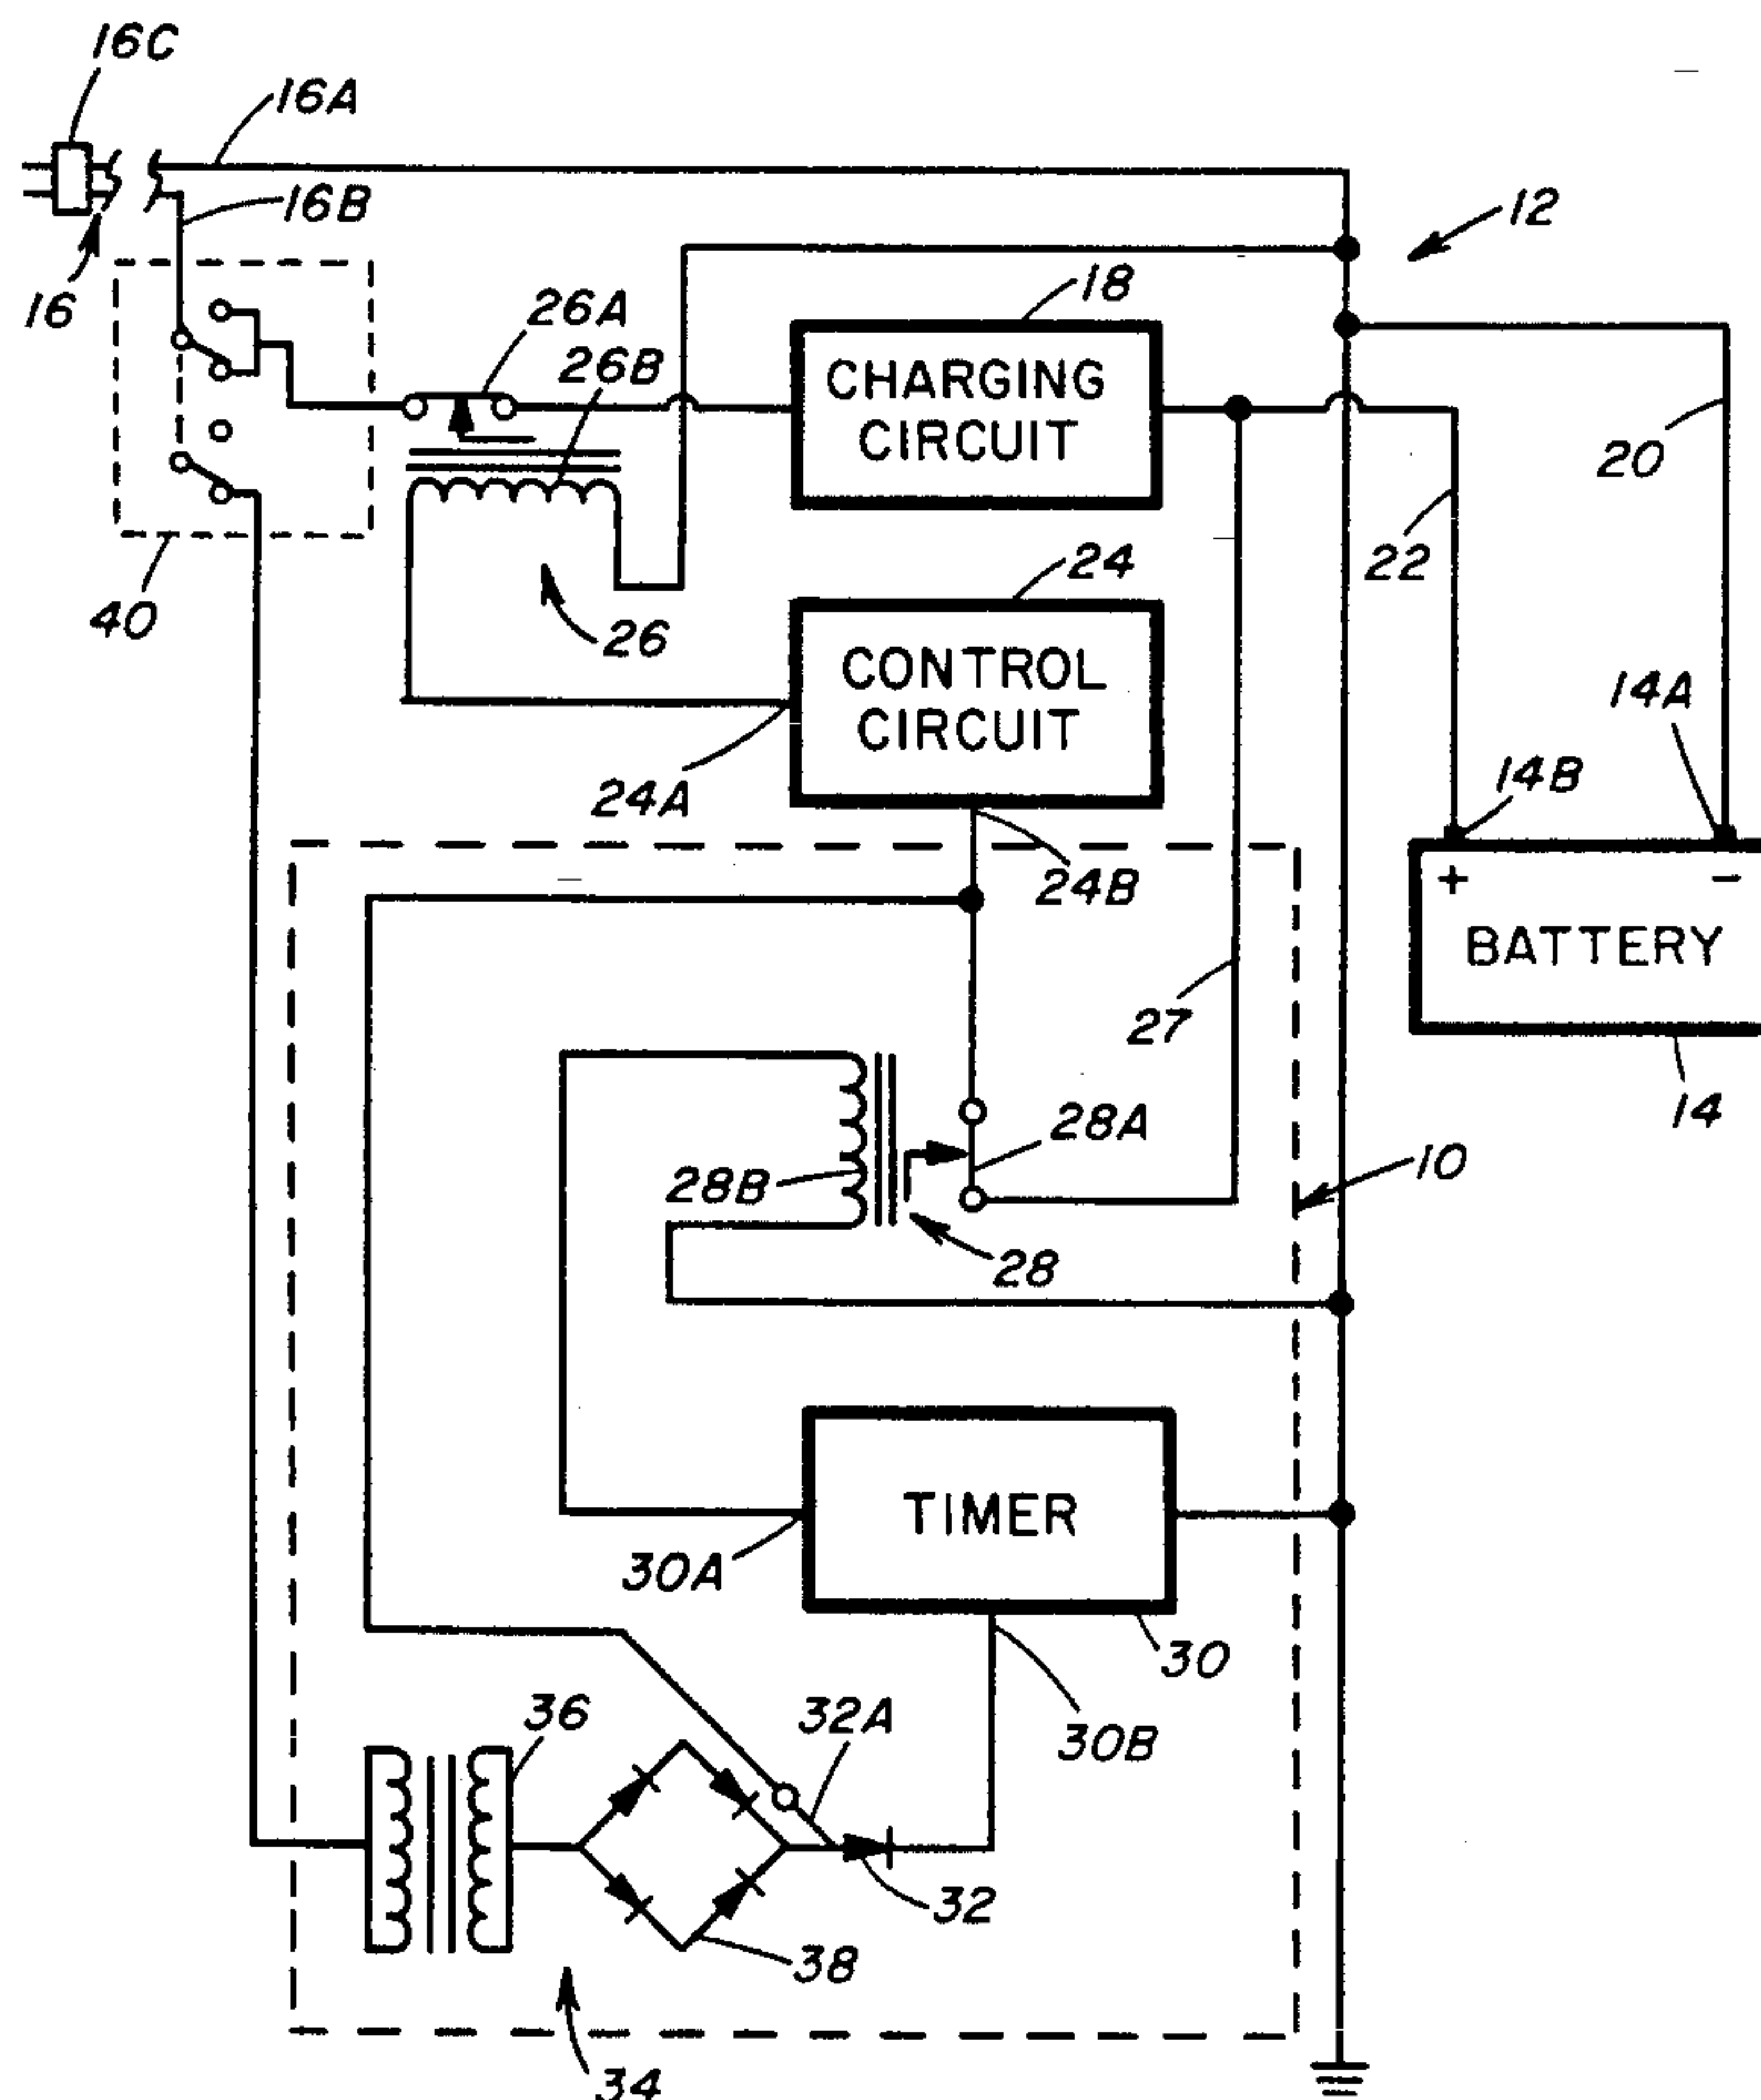 16C
16A
16B
12
16
26A
18
26B
CHARGING
CIRCUIT
20
22
24
40
26
CONTROL
CIRCUIT
14A
14B
24A
24B
+ −
BATTERY
27
14
28A
10
28B
28
TIMER
30A
30
36
32A
30B
32
38
34